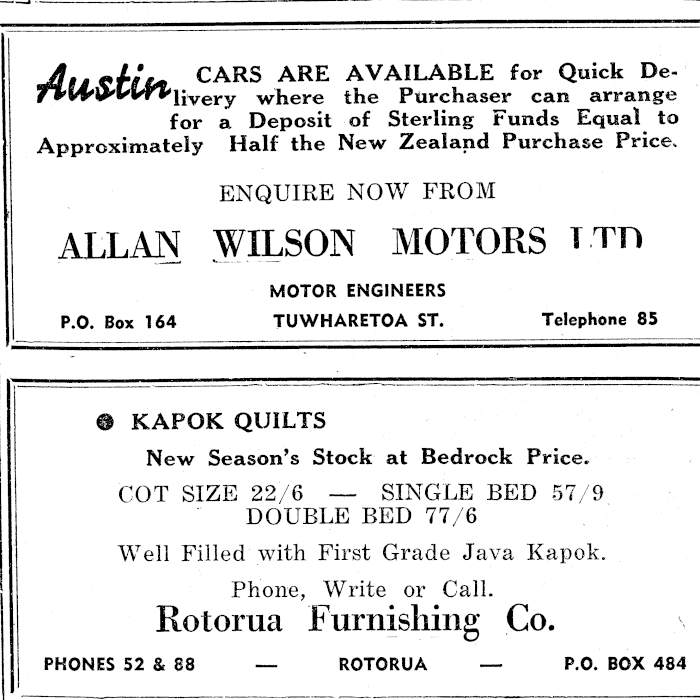 Austin CARS ARE AVAILABLE for Quick De-
livery where the Purchaser can arrange
for a Deposit of Sterling Funds Equal to
Approximately Half the New Zealand Purchase Price.
ENQUIRE NOW FROM
ALLAN WILSON MOTORS LTD
MOTOR ENGINEERS
P.O. Box 164 TUWHARETOA ST. Telephone 85
KAPOK QUILTS
New Season's Stock at Bedrock Price.
COT SIZE 22/6 — SINGLE BED 57/9
DOUBLE BED 77/6
Well Filled with First Grade Java Kapok.
Phone, Write or Call.
Rotorua Furnishing Co.
PHONES 52 & 88 — ROTORUA — P.O. BOX 484